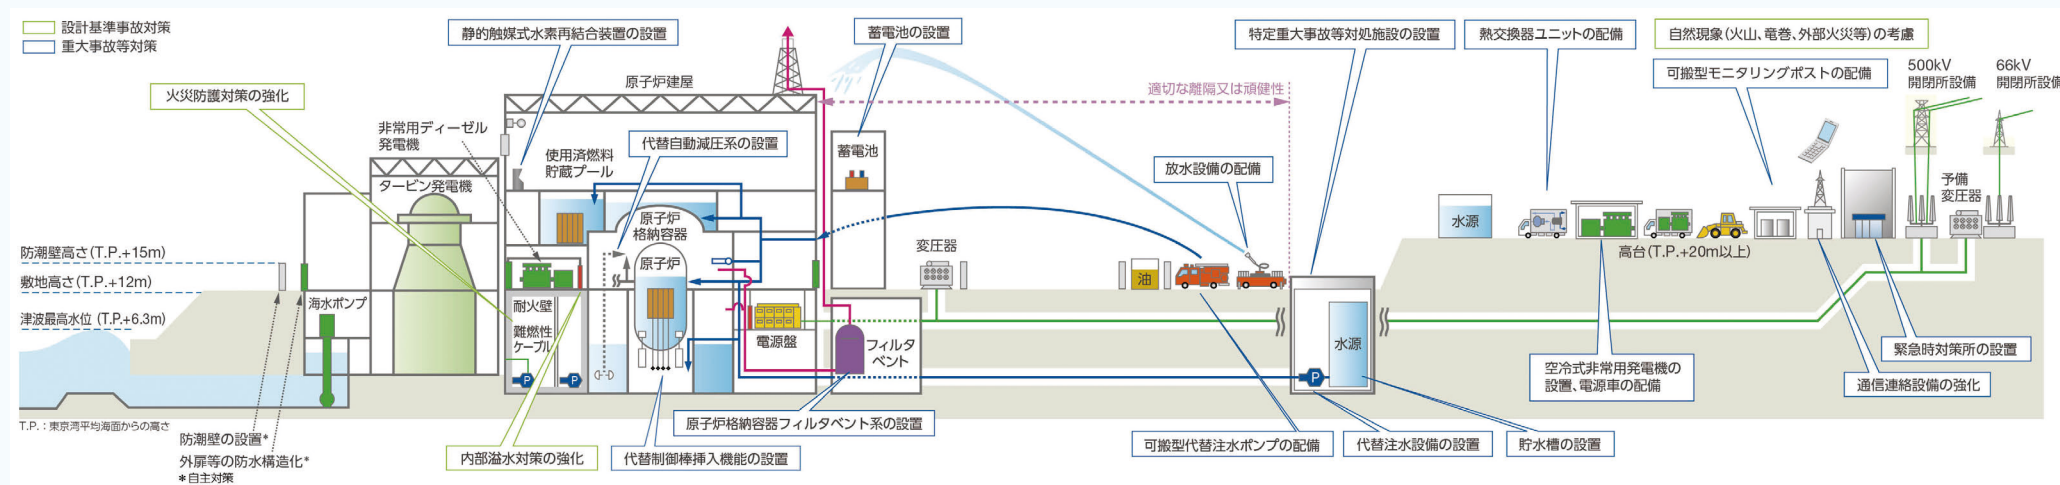 設計基準事故対策
重大事故等対策
静的触媒式水素再結合装置の設置
蓄電池の設置
特定重大事故等対処施設の設置
熱交換器ユニットの配備
自然現象(火山、竜巻、外部火災等)の考慮
可搬型モニタリングポストの配備
500kV
開閉所設備
66kV
開閉所設備
火災防護対策の強化
原子炉建屋
適切な離隔又は頑健性
非常用ディーゼル
発電機
使用済燃料
貯蔵プール
代替自動減圧系の設置
蓄電池
放水設備の配備
タービン発電機
原子炉
格納容器
原子炉
水源
予備
変圧器
変圧器
高台(T.P.+20m以上)
防潮壁高さ(T.P.+15m)
敷地高さ(T.P.+12m)
津波最高水位 (T.P.+6.3m)
海水ポンプ
耐火壁
難燃性
ケーブル
P
P
電源盤
フィルタ
ベント
油
水源
P
緊急時対策所の設置
空冷式非常用発電機の
設置、電源車の配備
通信連絡設備の強化
T.P.:東京湾平均海面からの高さ
防潮壁の設置*
外扉等の防水構造化*
*自主対策
内部溢水対策の強化
代替制御棒挿入機能の設置
原子炉格納容器フィルタベント系の設置
可搬型代替注水ポンプの配備
代替注水設備の設置
貯水槽の設置